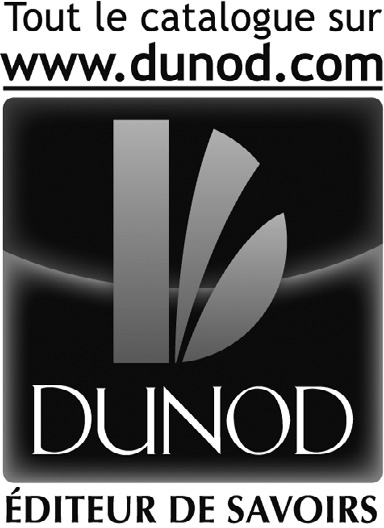 Tout le catalogue sur
www.dunod.com
DUNOD
ÉDITEUR DE SAVOIRS